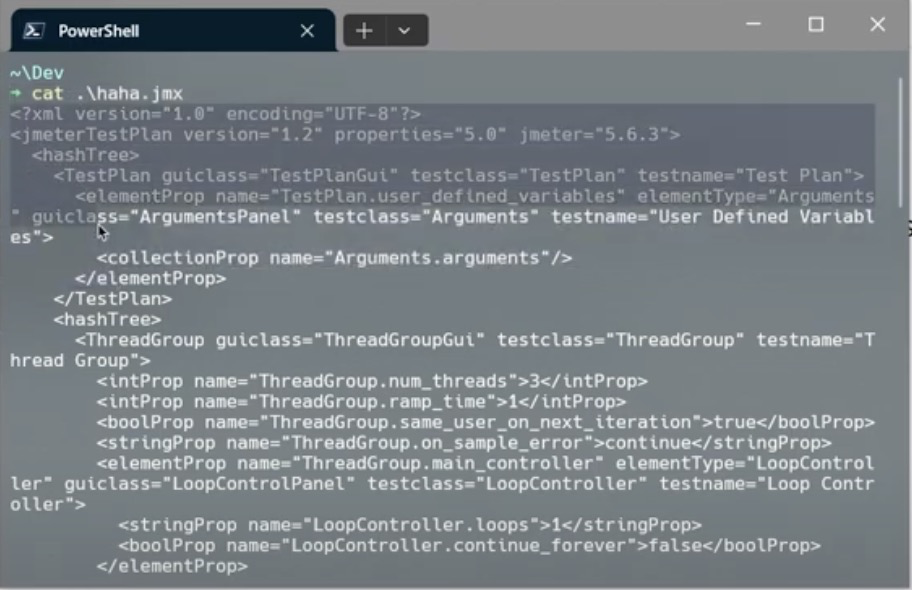 PowerShell
~\Dev
→ cat .\haha.jmx
<?xml version="1.0" encoding="UTF-8"?>
<jmeterTestPlan version="1.2" properties="5.0" jmeter="5.6.3">
  <hashTree>
    <TestPlan guiclass="TestPlanGui" testclass="TestPlan" testname="Test Plan">
      <elementProp name="TestPlan.user_defined_variables" elementType="Arguments
" guiclass="ArgumentsPanel" testclass="Arguments" testname="User Defined Variabl
es">
        <collectionProp name="Arguments.arguments"/>
      </elementProp>
    </TestPlan>
    <hashTree>
      <ThreadGroup guiclass="ThreadGroupGui" testclass="ThreadGroup" testname="T
hread Group">
        <intProp name="ThreadGroup.num_threads">3</intProp>
        <intProp name="ThreadGroup.ramp_time">1</intProp>
        <boolProp name="ThreadGroup.same_user_on_next_iteration">true</boolProp>
        <stringProp name="ThreadGroup.on_sample_error">continue</stringProp>
        <elementProp name="ThreadGroup.main_controller" elementType="LoopControl
ler" guiclass="LoopControlPanel" testclass="LoopController" testname="Loop Contr
oller">
          <stringProp name="LoopController.loops">1</stringProp>
          <boolProp name="LoopController.continue_forever">false</boolProp>
        </elementProp>